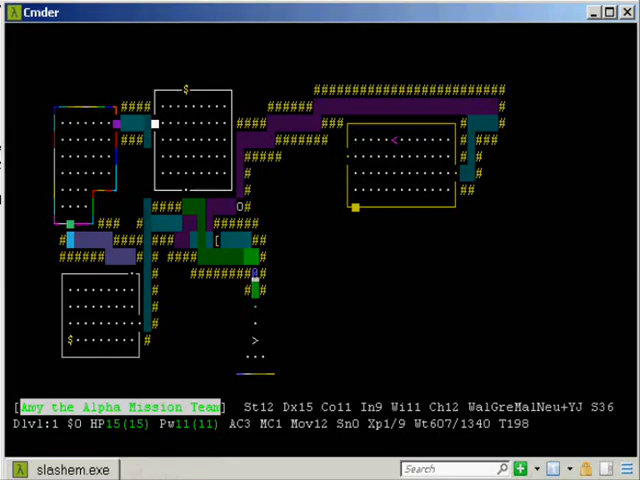 Cmder
[Amy the Alpha Mission Team] St12 Dx15 Co11 In9 Wi11 Ch12 WalGreMalNeu+YJ S36
Dlvl:1 $0 HP15(15) Pw11(11) AC3 MC1 Mov12 Sn0 Xp1/9 Wt607/1340 T198
slashem.exe
Search